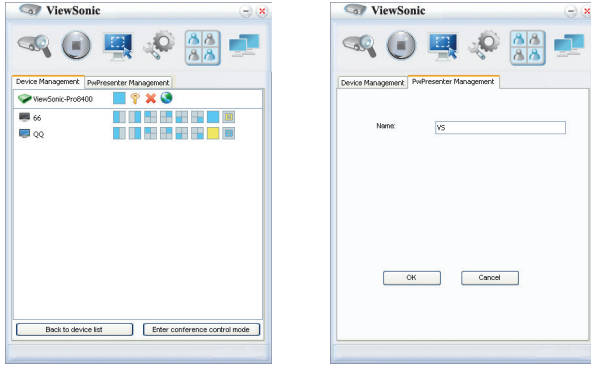 ViewSonic
Device Management PwPresenter Management
ViewSonic-Pro8400
66
QQ
Back to device list Enter conference control mode
ViewSonic
Device Management PwPresenter Management
Name: VS
OK Cancel